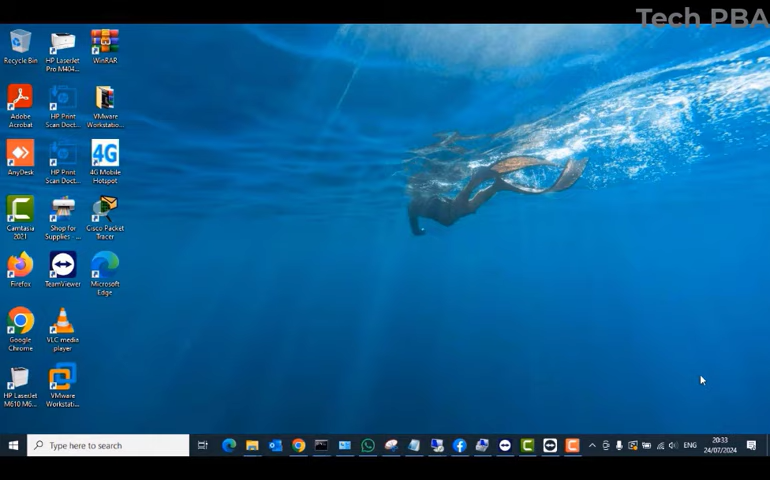 Tech PBA
Recycle Bin
HP LaserJet
Pro M404...
WinRAR
Adobe
Acrobat
HP Print
Scan Doct...
VMware
Workstatio...
AnyDesk
HP Print
Scan Doct...
4G
4G Mobile
Hotspot
Camtasia
2021
Shop for
Supplies - ...
Cisco Packet
Tracer
Firefox
TeamViewer
Microsoft
Edge
Google
Chrome
VLC media
player
HP LaserJet
M610 M6...
VMware
Workstati...
Type here to search
ENG
20:33
24/07/2024